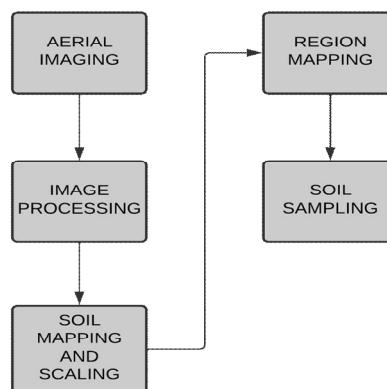 AERIAL
IMAGING
IMAGE
PROCESSING
SOIL
MAPPING
AND
SCALING
REGION
MAPPING
SOIL
SAMPLING